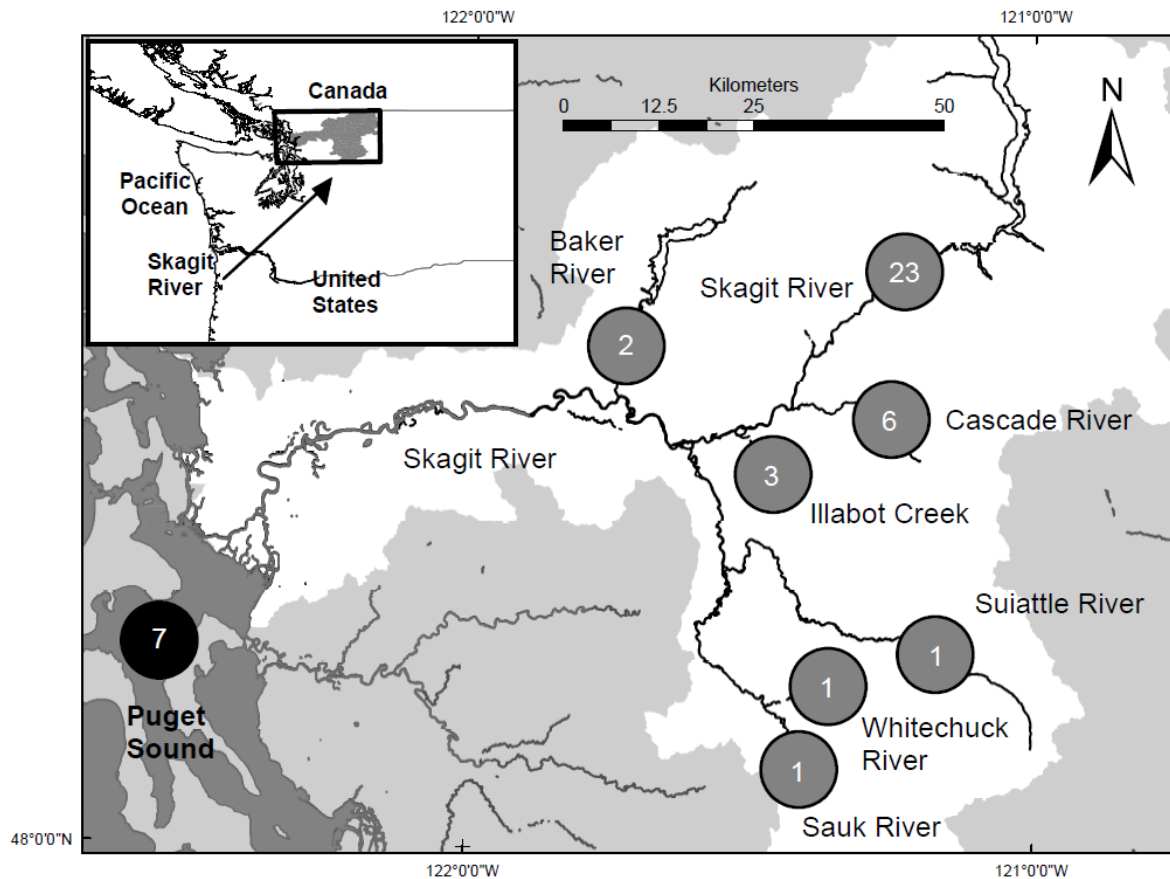 122°0'0"W
121°0'0"W
Canada
Pacific
Ocean
Skagit
River
United
States
Kilometers
0
12.5
25
50
N
Baker
River
Skagit River
23
2
6
Cascade River
Skagit River
3
Illabot Creek
Suiattle River
7
1
1
Puget
Sound
Whitechuck
River
1
Sauk River
48°0'0"N
122°0'0"W
121°0'0"W